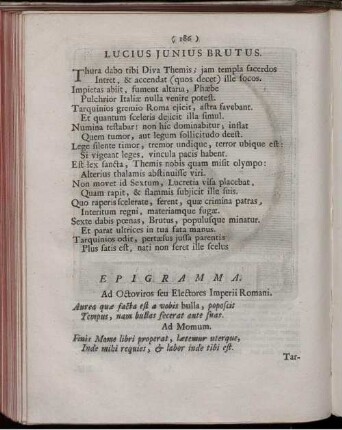 ( 186 )
LUCIUS JUNIUS BRUTUS.
Thura dabo tibi Diva Themis; jam templa sacerdos
Intret, & accendat (quos decet) ille focos.
Impietas abiit, fument altaria, Phæbe
Pulchrior Italiæ nulla venire potest.
Tarquinios gremio Roma ejicit, astra favebant.
Et quantum sceleris dejicit illa simul.
Numina testabar! non hic dominabitur, instat
Quem tumor, aut legum sollicitudo deest.
Lege silente timor, tremor undique, terror ubique est:
Si vigeant leges, vincula pacis habent.
Est lex sancta, Themis nobis quam misit olympo:
Alterius thalamis abstinuisse viri.
Non movet id Sextum, Lucretia visa placebat,
Quam rapit, & flammis subjicit ille suis.
Quo raperis scelerate, ferent, quæ crimina patras,
Interitum regni, materiamque fugæ.
Sexte dabis pœnas, Brutus, populusque minatur.
Et parat ultrices in tua fata manus.
Tarquinios odit, pertæsus jussa parentis
Plus satis est, nati non feret ille scelus
EPIGRAMMA.
Ad Octoviros seu Electores Imperii Romani.
Aurea quæ facta est a vobis bulla, poposcit
Tempus, nam bullas fecerat ante suas.
Ad Momum.
Finis Mome libri properat, lætemur uterque,
Inde mihi requies, & labor inde tibi est.
Tar-